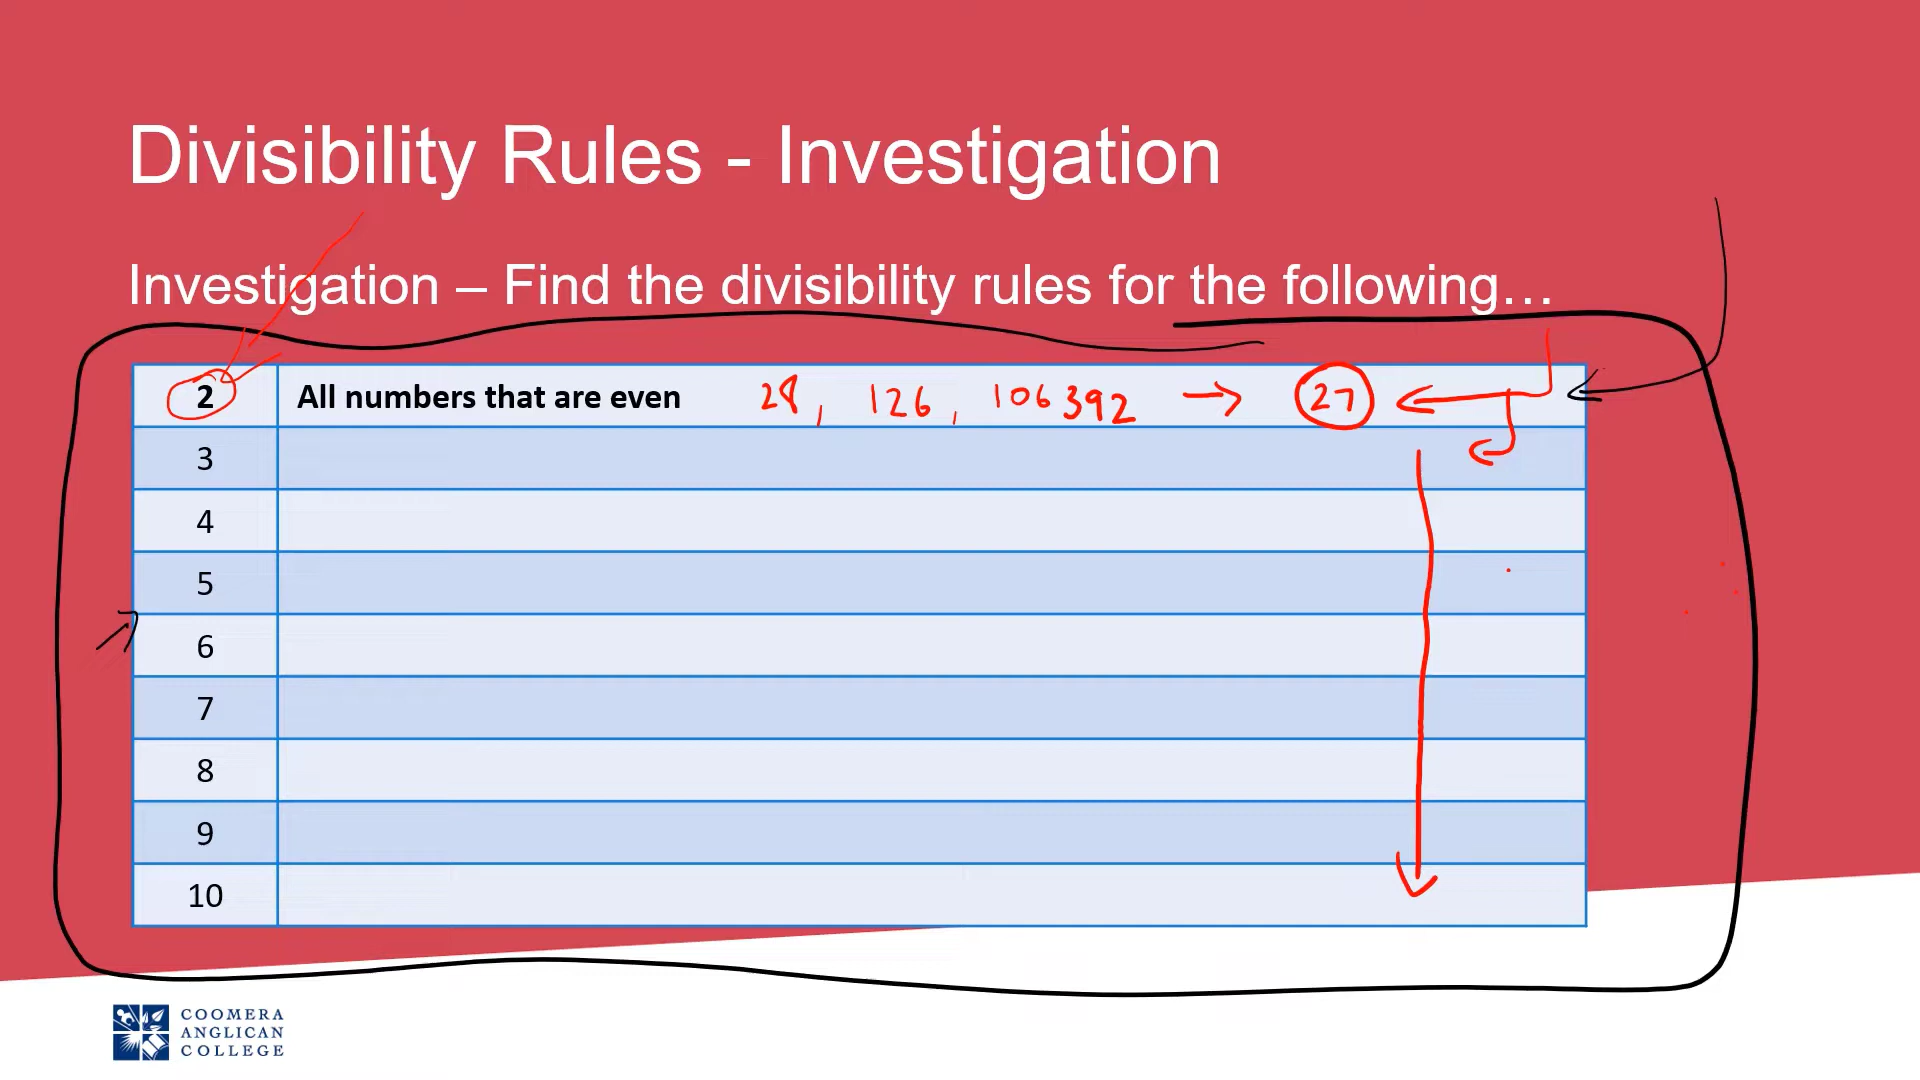 Divisibility Rules - Investigation
Investigation – Find the divisibility rules for the following...
2 All numbers that are even 28, 126, 106392 → 27
3
4
5
6
7
8
9
10
COOMERA
ANGLICAN
COLLEGE